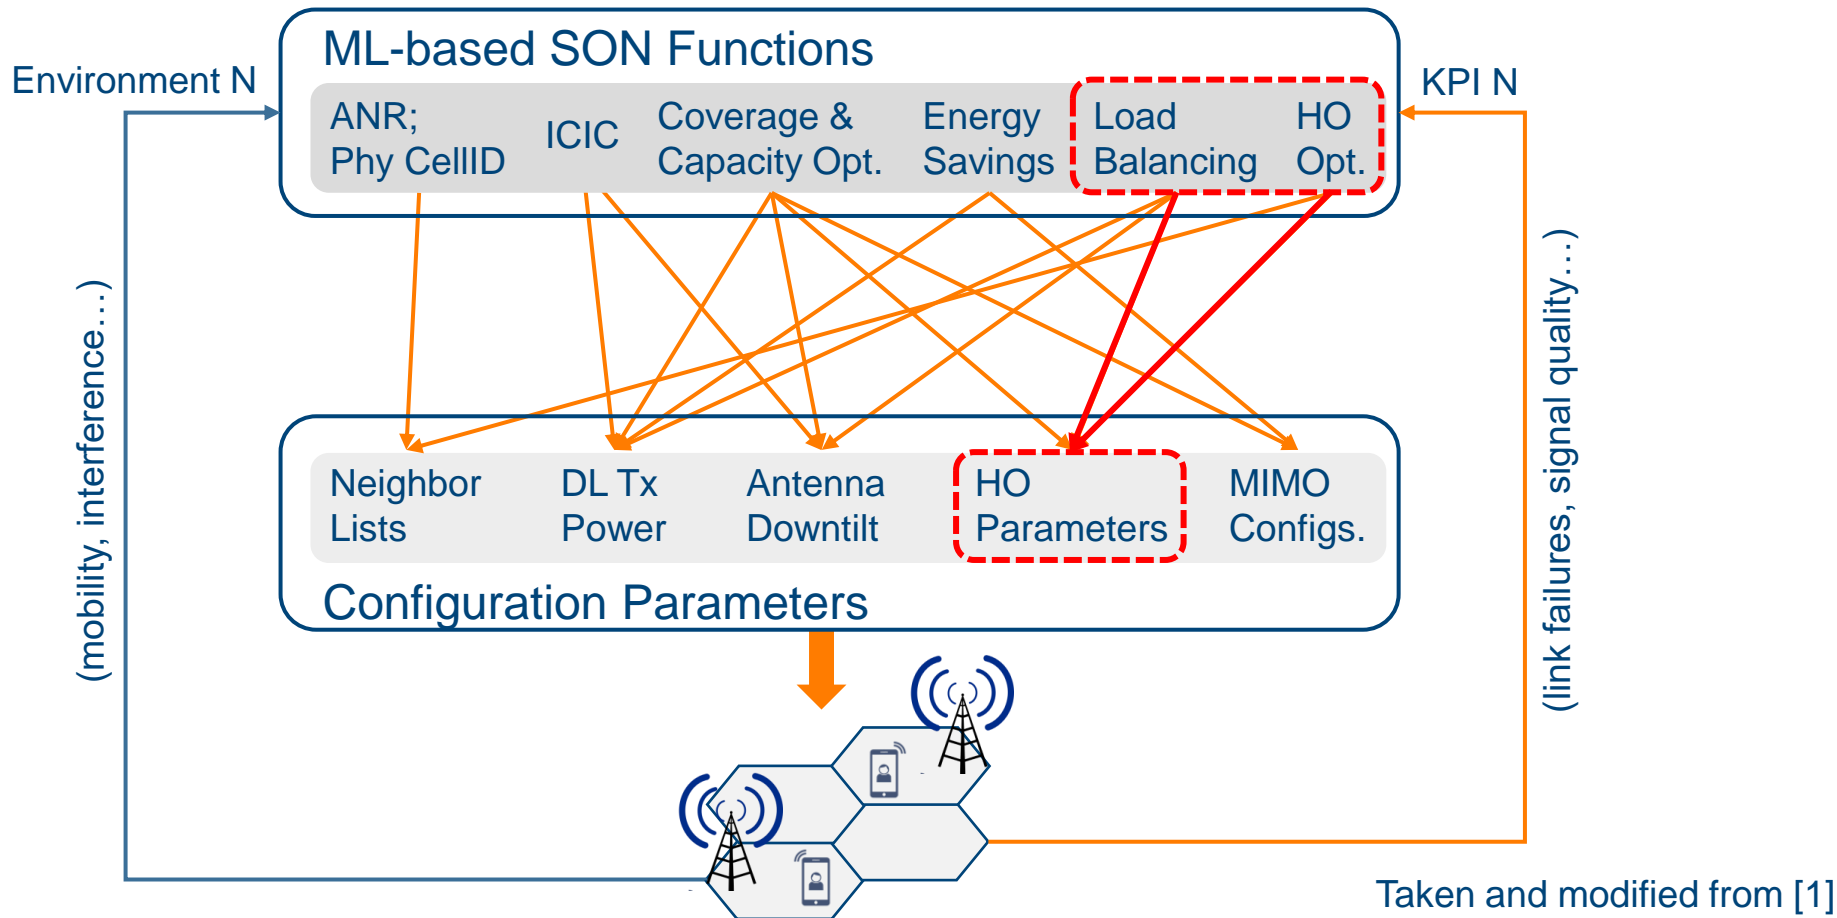 ML-based SON Functions
Environment N
KPI N
ANR;
Phy CellID
ICIC
Coverage &
Capacity Opt.
Energy
Savings
Load
Balancing
HO
Opt.
(mobility, interference…)
(link failures, signal quality…)
Neighbor
Lists
DL Tx
Power
Antenna
Downtilt
HO
Parameters
MIMO
Configs.
Configuration Parameters
Taken and modified from [1]